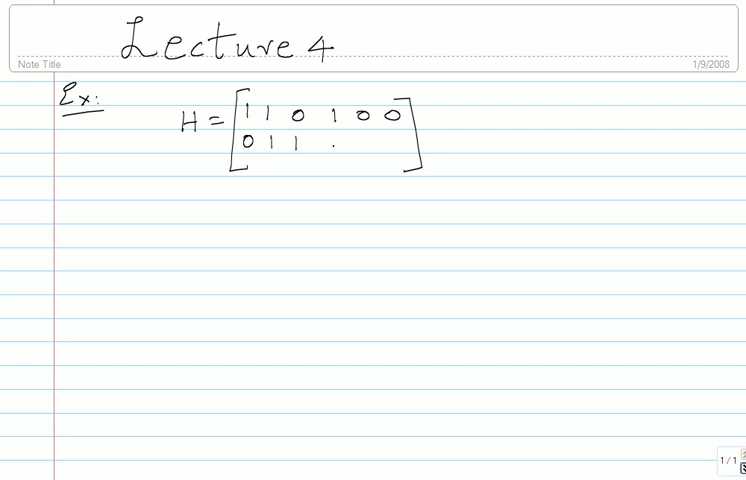 Lecture 4
Note Title
1/9/2008
Ex:
H = [1 1 0 1 0 0
0 1 1 .]
1/1